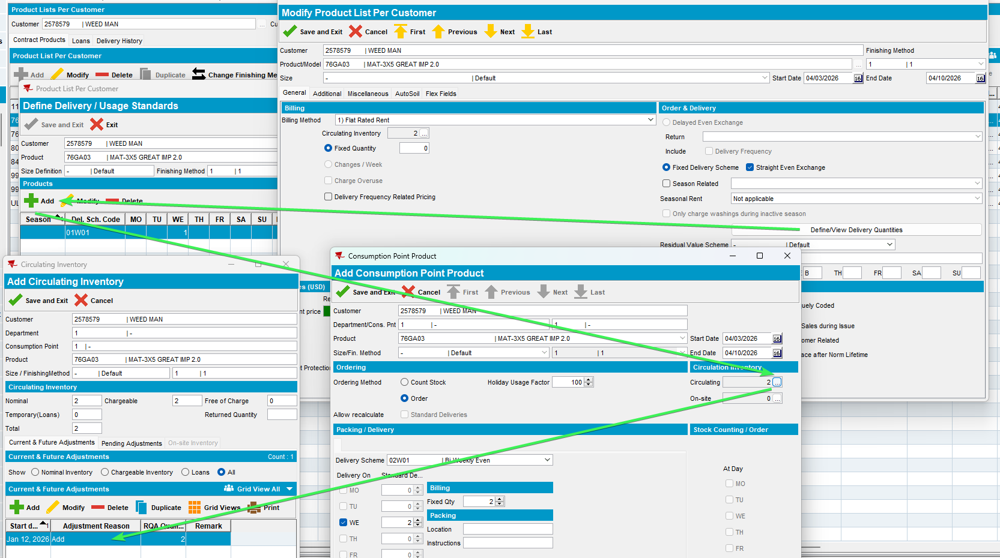 Product Lists Per Customer
Customer 2578579 | WEED MAN ... Cu
Contract Products Loans Delivery History
Product List Per Customer
Add Modify Delete Duplicate Change Finishing Me
Product List Per Customer
Define Delivery / Usage Standards
Save and Exit Exit
Customer 2578579 | WEED MAN
Product 76GA03 | MAT-3X5 GREAT IMP 2.0
Size Definition - | Default Finishing Method 1 | 1
Products
Add Modify Delete
Season 1 Del. Sch. Code MO TU WE TH FR SA SU
01W01 1
11
76
76
80
84
99
99
UL
Modify Product List Per Customer
Save and Exit Cancel First Previous Next Last
Customer 2578579 | WEED MAN Finishing Method
Product/Model 76GA03 | MAT-3X5 GREAT IMP 2.0 ... 1 | 1
Size - | Default Start Date 04/03/2026 16 End Date 04/10/2026 16
General Additional Miscellaneous AutoSoil Flex Fields
Billing
Billing Method 1) Flat Rated Rent
Circulating Inventory 2 ...
Fixed Quantity 0
Changes / Week
Charge Overuse
Delivery Frequency Related Pricing
Order & Delivery
Delayed Even Exchange
Return
Include Delivery Frequency
Fixed Delivery Scheme Straight Even Exchange
Season Related
Seasonal Rent Not applicable
Only charge washings during inactive season
Define/View Delivery Quantities
Residual Value Scheme - | Default
E B TH FR SA SU
es (USD)
Re
nt price
t Protection
uely Coded
Sales during Issue
omer Related
ace after Norm Lifetime
Circulating Inventory
Add Circulating Inventory
Save and Exit Cancel
Customer 2578579 | WEED MAN
Department 1 | -
Consumption Point 1 | -
Product 76GA03 | MAT-3X5 GREAT IMP 2.0
Size / FinishingMethod - | Default 1 | 1
Circulating Inventory
Nominal 2 Chargeable 2 Free of Charge 0
Temporary(Loans) 0 Returned Quantity
Total 2
Current & Future Adjustments Pending Adjustments On-site Inventory
Current & Future Adjustments Count : 1
Show Nominal Inventory Chargeable Inventory Loans All
Current & Future Adjustments Grid View All
Add Modify Delete Duplicate Grid Views Print
Start d... 1 Adjustment Reason RQA Quan... Remark
Jan 12, 2026 Add 2
Consumption Point Product
Add Consumption Point Product
Save and Exit Cancel First Previous Next Last
Customer 2578579 | WEED MAN
Department/Cons. Pnt 1 | - 1 | -
Product 76GA03 | MAT-3X5 GREAT IMP 2.0 Start Date 04/03/2026 16
Size/Fin. Method - | Default 1 | 1 End Date 04/10/2026 16
Ordering
Ordering Method Count Stock Holiday Usage Factor 100
Order
Allow recalculate Standard Deliveries
Circulation Inventory
Circulating 2 ...
On-site 0 ...
Packing / Delivery
Delivery Scheme 02W01 | Bi-Weekly Even
Delivery On Standard De...
MO 0
TU 0
WE 2
TH 0
FR 0
Billing
Fixed Qty 2
Packing
Location
Instructions
Stock Counting / Order
At Day
MO
TU
WE
TH
FR